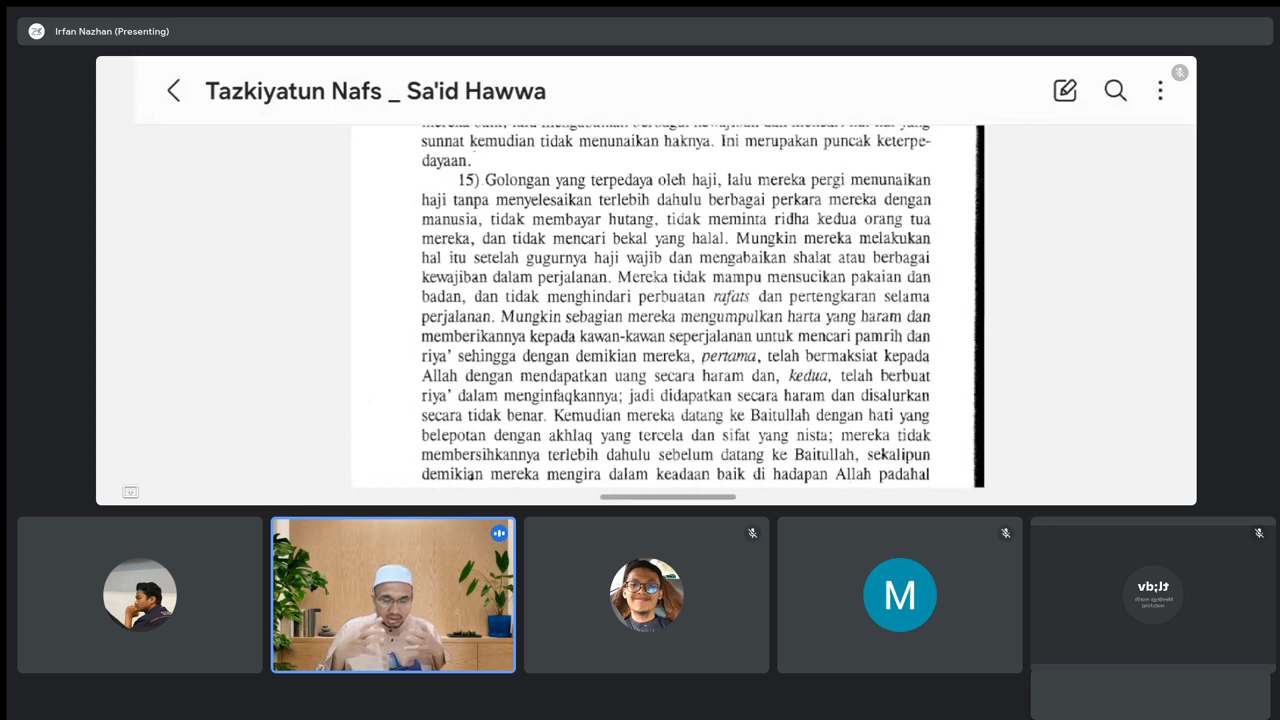 Irfan Nazhan (Presenting)
Tazkiyatun Nafs _ Sa'id Hawwa
sunnat kemudian tidak menunaikan haknya. Ini merupakan puncak keterpe-
dayaan.
15) Golongan yang terpedaya oleh haji, lalu mereka pergi menunaikan
haji tanpa menyelesaikan terlebih dahulu berbagai perkara mereka dengan
manusia, tidak membayar hutang, tidak meminta ridha kedua orang tua
mereka, dan tidak mencari bekal yang halal. Mungkin mereka melakukan
hal itu setelah gugurnya haji wajib dan mengabaikan shalat atau berbagai
kewajiban dalam perjalanan. Mereka tidak mampu mensucikan pakaian dan
badan, dan tidak menghindari perbuatan rafats dan pertengkaran selama
perjalanan. Mungkin sebagian mereka mengumpulkan harta yang haram dan
memberikannya kepada kawan-kawan seperjalanan untuk mencari pamrih dan
riya' sehingga dengan demikian mereka, pertama, telah bermaksiat kepada
Allah dengan mendapatkan uang secara haram dan, kedua, telah berbuat
riya' dalam menginfaqkannya; jadi didapatkan secara haram dan disalurkan
secara tidak benar. Kemudian mereka datang ke Baitullah dengan hati yang
belepotan dengan akhlaq yang tercela dan sifat yang nista; mereka tidak
membersihkannya terlebih dahulu sebelum datang ke Baitullah, sekalipun
demikian mereka mengira dalam keadaan baik di hadapan Allah padahal
M